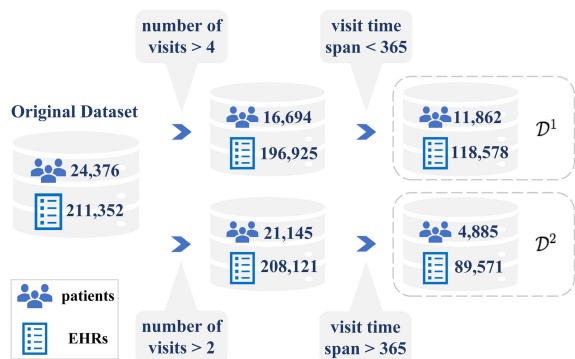 number of
visits > 4
visit time
span < 365
Original Dataset
24,376
211,352
16,694
196,925
11,862
118,578
𝒟¹
21,145
208,121
4,885
89,571
𝒟²
patients
EHRs
number of
visits > 2
visit time
span > 365